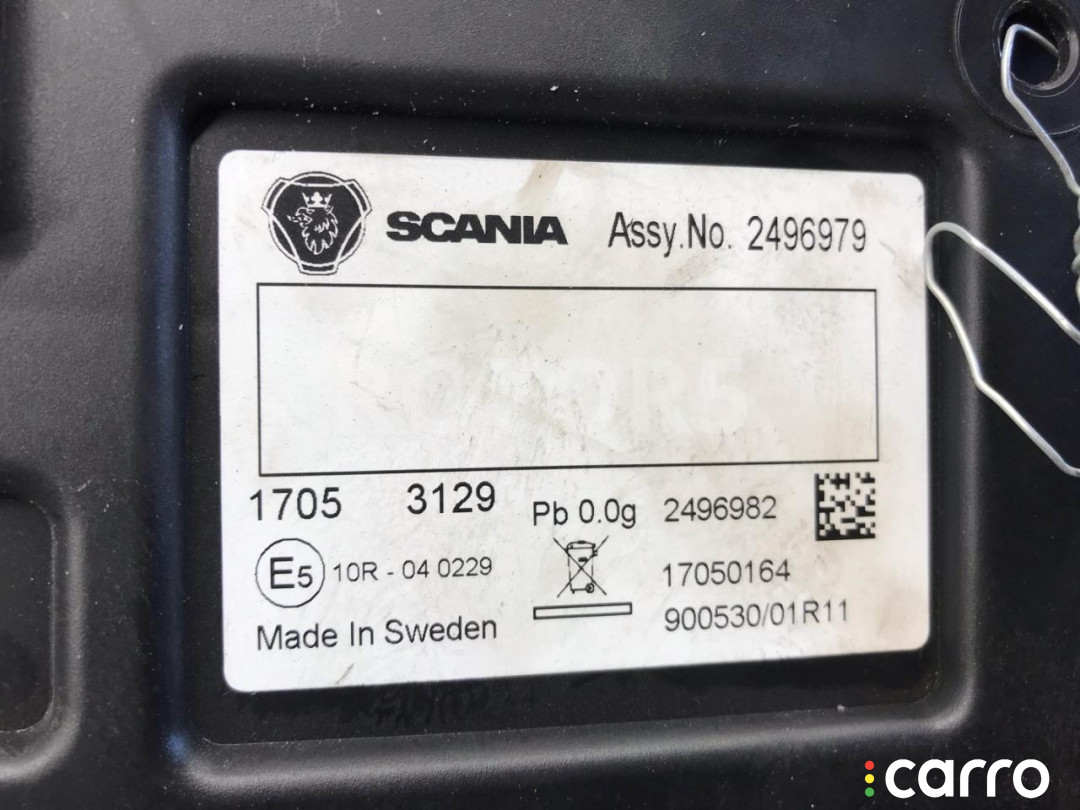 SCANIA Assy.No. 2496979
1705 3129 Pb 0.0g 2496982
E5 10R - 04 0229 17050164
Made In Sweden 900530/01R11
carro